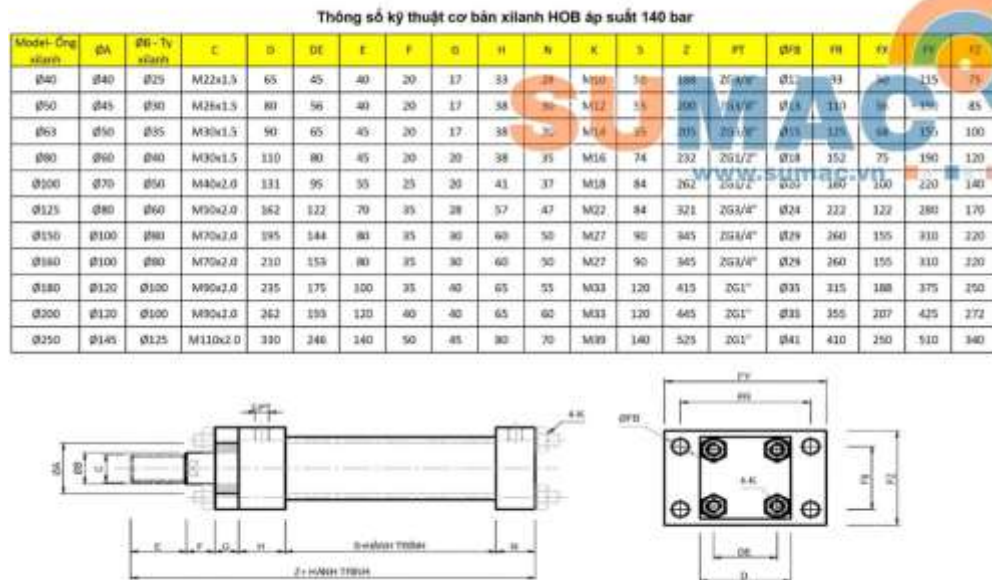 Thông số kỹ thuật cơ bản xilanh HOB áp suất 140 bar
Model- Ống xilanh ØA ØB - Ty xilanh C D DE E F G H N K S Z PT ØFB FR FX FY FZ
Ø40 Ø40 Ø25 M22x1.5 65 45 40 20 17 33 M10 115 75
Ø50 Ø45 Ø30 M26x1.5 80 56 40 20 17 38 M12 110 85
Ø63 Ø50 Ø35 M30x1.5 90 65 45 20 17 38 M14 205 125 155 100
Ø80 Ø60 Ø40 M30x1.5 110 80 45 20 20 38 35 M16 74 232 ZG1/2" Ø18 152 75 190 120
Ø100 Ø70 Ø50 M40x2.0 131 95 55 25 20 41 37 M18 84 262 ZG1/2" Ø20 180 100 220 140
Ø125 Ø80 Ø60 M50x2.0 162 122 70 35 28 57 47 M22 84 321 ZG3/4" Ø24 222 122 280 170
Ø150 Ø100 Ø80 M70x2.0 195 144 80 35 30 60 50 M27 90 345 ZG3/4" Ø29 260 155 310 220
Ø160 Ø100 Ø80 M70x2.0 210 153 80 35 30 60 50 M27 90 345 ZG3/4" Ø29 260 155 310 220
Ø180 Ø120 Ø100 M90x2.0 235 175 100 35 40 65 55 M33 120 415 ZG1" Ø35 315 188 375 250
Ø200 Ø120 Ø100 M90x2.0 262 193 120 40 40 65 60 M33 120 445 ZG1" Ø35 355 207 425 272
Ø250 Ø145 Ø125 M110x2.0 330 246 140 50 45 80 70 M39 140 525 ZG1" Ø41 410 250 510 340
SUMAC
www.sumac.vn
4-K
ØA ØB C
E F G H S+HÀNH TRÌNH N
Z+ HÀNH TRÌNH
FY
FR
ØFB
4-K
FX FZ
DE
D